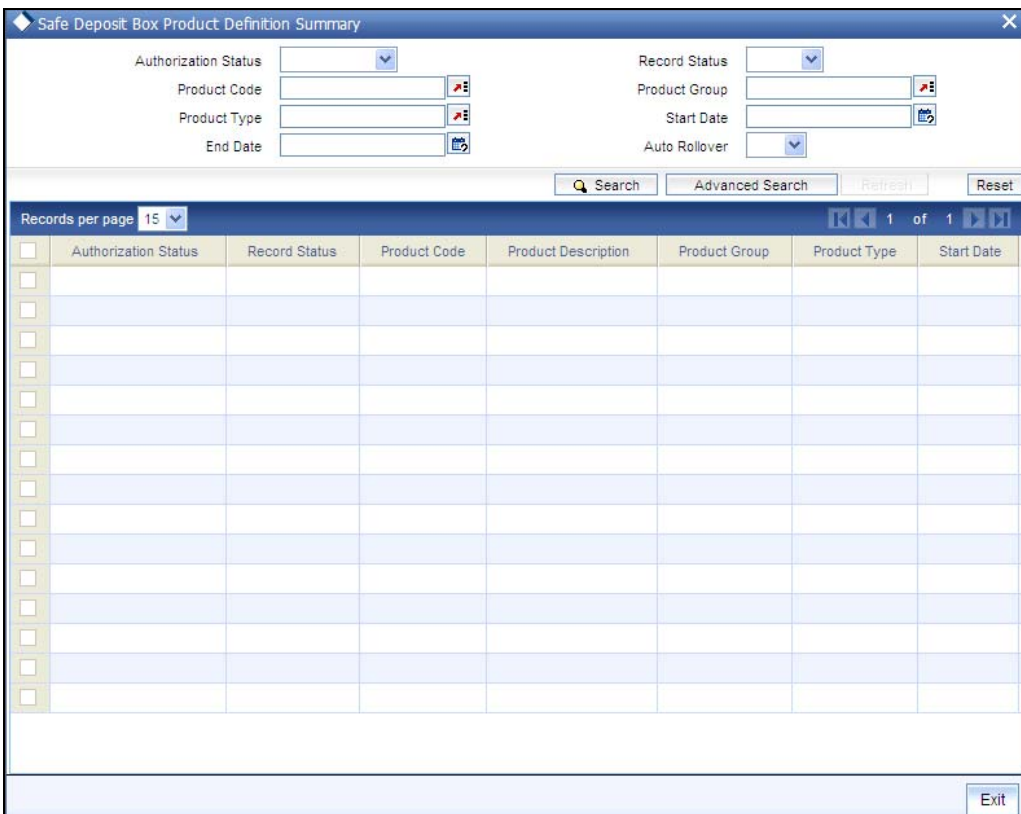 Safe Deposit Box Product Definition Summary
Authorization Status
Record Status
Product Code
Product Group
Product Type
Start Date
End Date
Auto Rollover
Search Advanced Search Refresh Reset
Records per page 15 1 of 1
Authorization Status Record Status Product Code Product Description Product Group Product Type Start Date
Exit